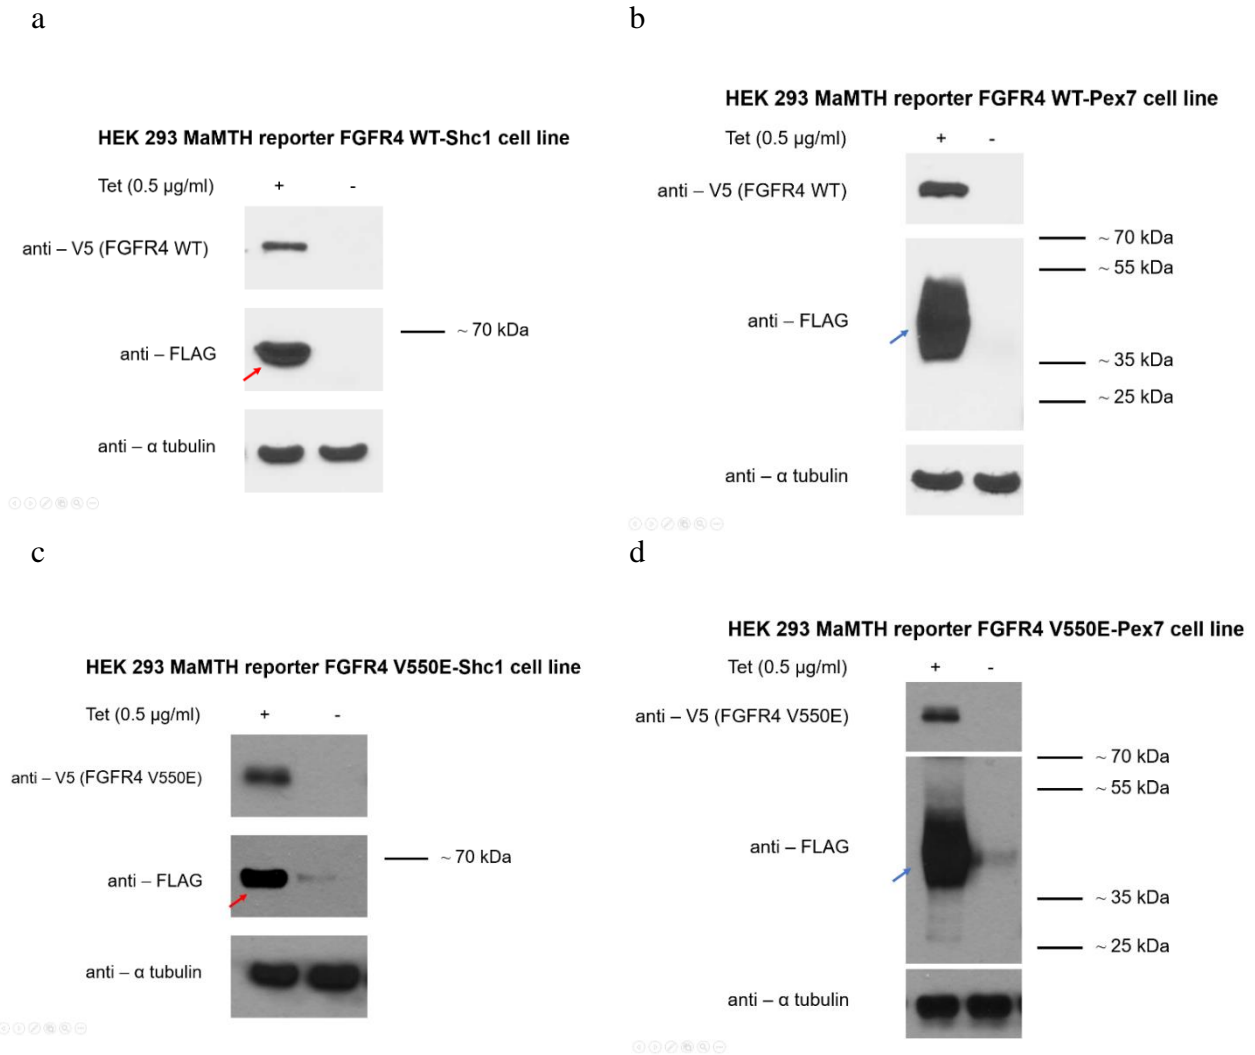 a
HEK 293 MaMTH reporter FGFR4 WT-Shc1 cell line
Tet (0.5 µg/ml) + -
anti – V5 (FGFR4 WT)
anti – FLAG
~ 70 kDa
anti – α tubulin
b
HEK 293 MaMTH reporter FGFR4 WT-Pex7 cell line
Tet (0.5 µg/ml) + -
anti – V5 (FGFR4 WT)
~ 70 kDa
~ 55 kDa
anti – FLAG
~ 35 kDa
~ 25 kDa
anti – α tubulin
c
HEK 293 MaMTH reporter FGFR4 V550E-Shc1 cell line
Tet (0.5 µg/ml) + -
anti – V5 (FGFR4 V550E)
~ 70 kDa
anti – FLAG
anti – α tubulin
d
HEK 293 MaMTH reporter FGFR4 V550E-Pex7 cell line
Tet (0.5 µg/ml) + -
anti – V5 (FGFR4 V550E)
~ 70 kDa
~ 55 kDa
anti – FLAG
~ 35 kDa
~ 25 kDa
anti – α tubulin